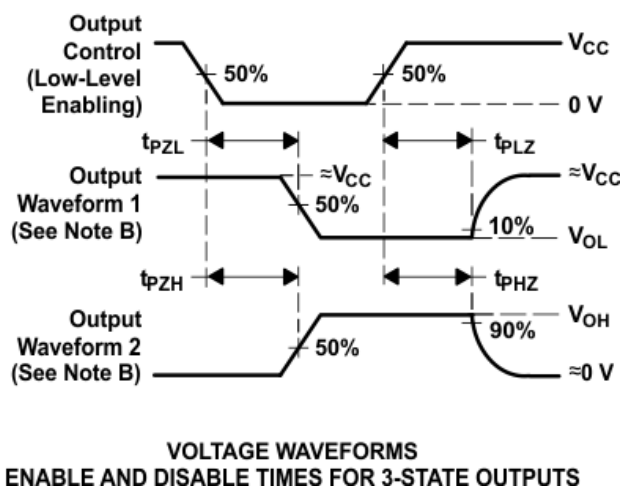 Output
Control
(Low-Level
Enabling)
50%
50%
VCC
0 V
tPZL
tPLZ
Output
Waveform 1
(See Note B)
≈VCC
50%
≈VCC
10%
VOL
tPZH
tPHZ
Output
Waveform 2
(See Note B)
50%
VOH
90%
≈0 V
VOLTAGE WAVEFORMS
ENABLE AND DISABLE TIMES FOR 3-STATE OUTPUTS